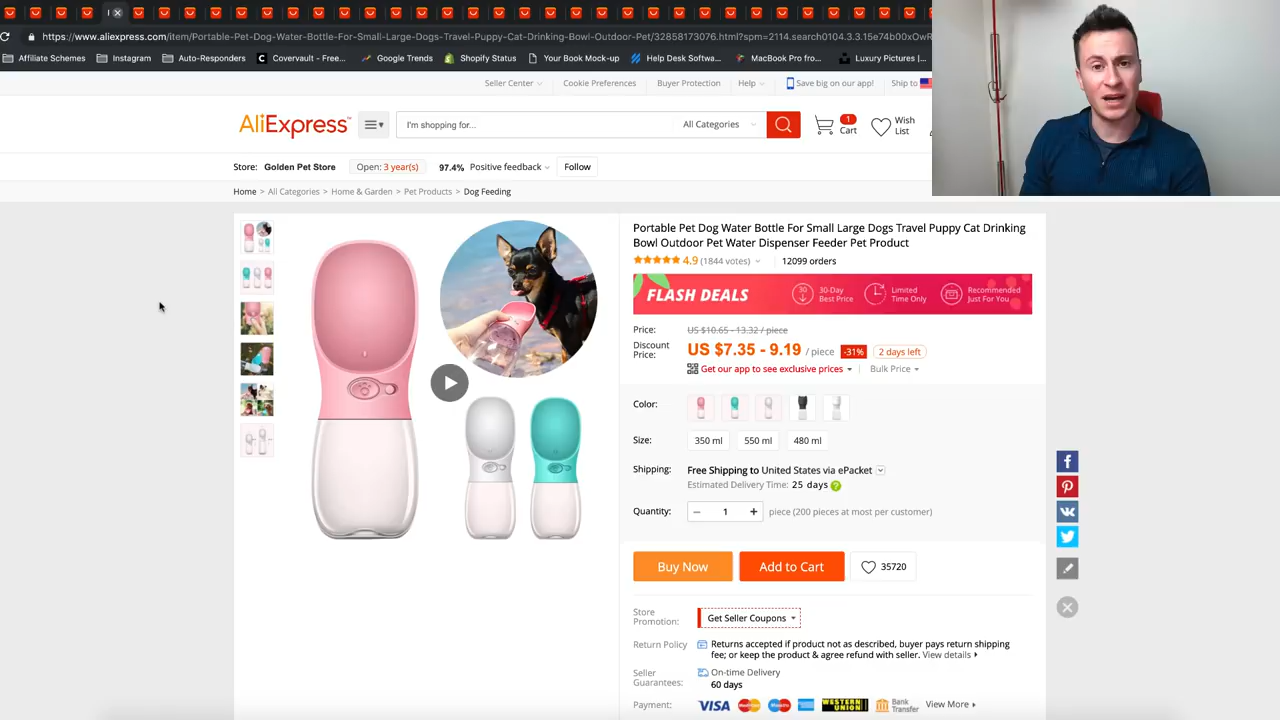 https://www.aliexpress.com/item/Portable-Pet-Dog-Water-Bottle-For-Small-Large-Dogs-Travel-Puppy-Cat-Drinking-Bowl-Outdoor-Pet/32858173076.html?spm=2114.search0104.3.3.15e74b00xOwR
Affiliate Schemes Instagram Auto-Responders Covervault - Free... Google Trends Shopify Status Your Book Mock-up Help Desk Softwa... MacBook Pro fro... Luxury Pictures |...
Seller Center Cookie Preferences Buyer Protection Help Save big on our app! Ship to
AliExpress I'm shopping for... All Categories 1 Cart Wish List
Store: Golden Pet Store Open: 3 year(s) 97.4% Positive feedback Follow
Home > All Categories > Home & Garden > Pet Products > Dog Feeding
Portable Pet Dog Water Bottle For Small Large Dogs Travel Puppy Cat Drinking
Bowl Outdoor Pet Water Dispenser Feeder Pet Product
4.9 (1844 votes) 12099 orders
FLASH DEALS 30 30-Day Best Price Limited Time Only Recommended Just For You
Price: US $10.65 - 13.32 / piece
Discount Price: US $7.35 - 9.19 / piece -31% 2 days left
Get our app to see exclusive prices Bulk Price
Color:
Size: 350 ml 550 ml 480 ml
Shipping: Free Shipping to United States via ePacket
Estimated Delivery Time: 25 days
Quantity: 1 piece (200 pieces at most per customer)
Buy Now Add to Cart 35720
Store Promotion: Get Seller Coupons
Return Policy Returns accepted if product not as described, buyer pays return shipping
fee; or keep the product & agree refund with seller. View details
Seller Guarantees: On-time Delivery
60 days
Payment: VISA WESTERN UNION Bank Transfer View More